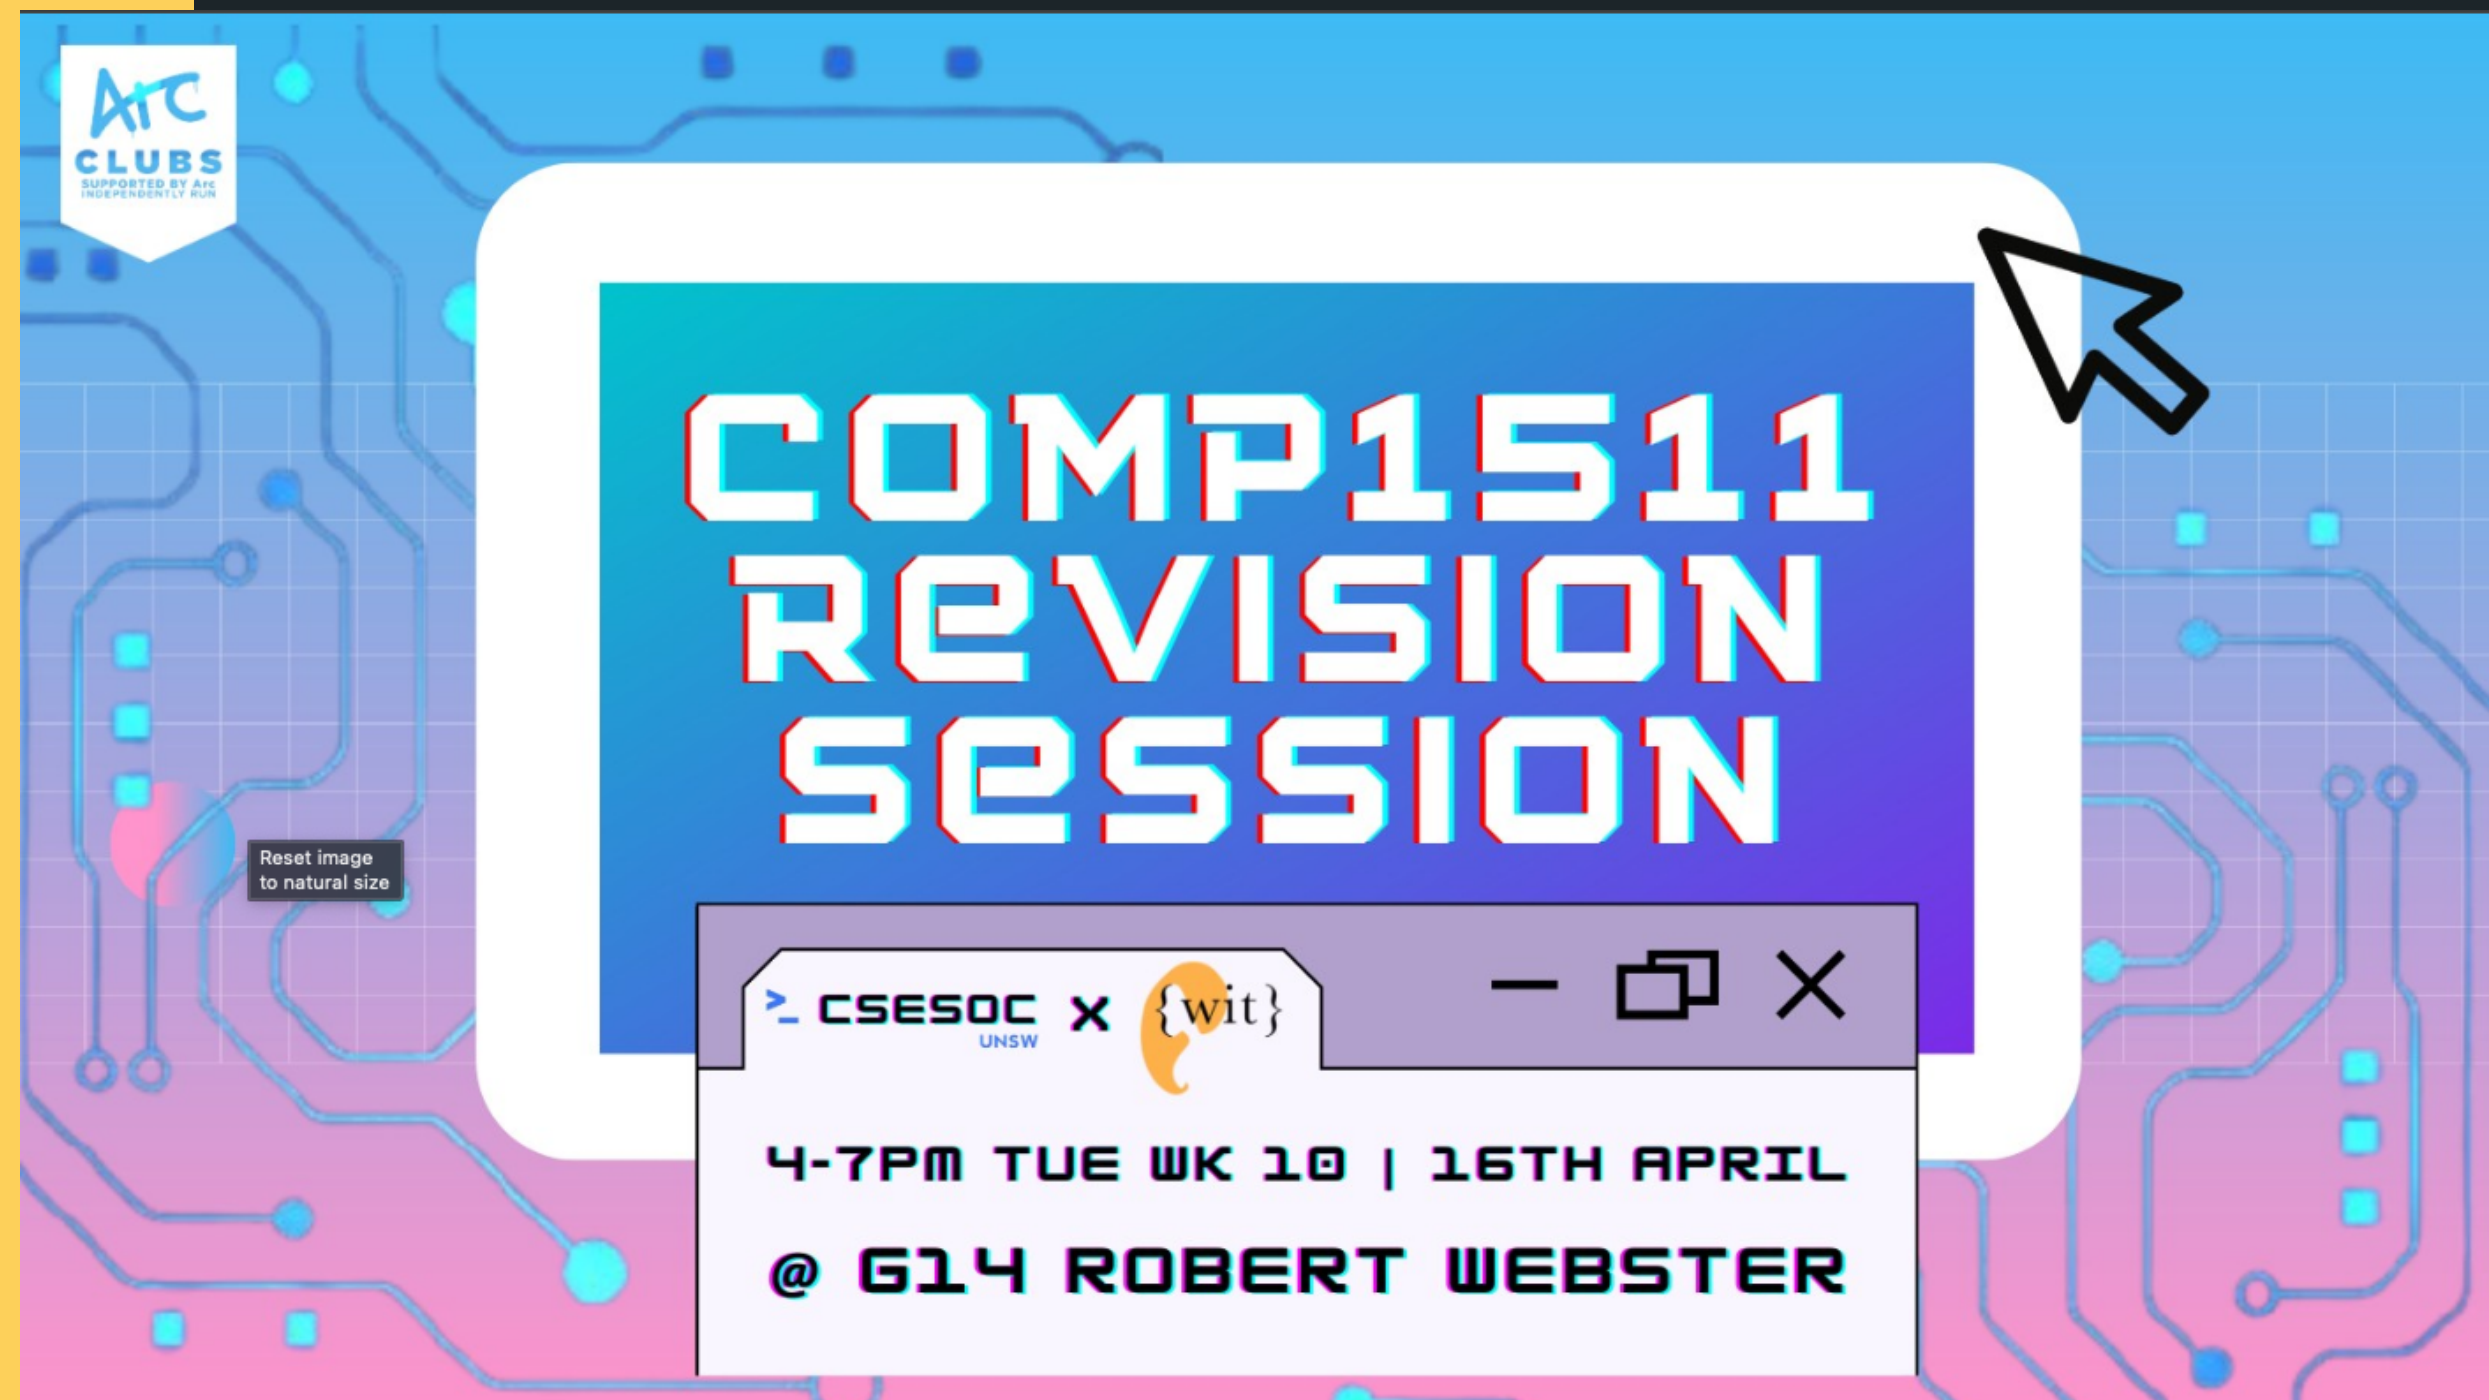 Arc
CLUBS
SUPPORTED BY Arc
INDEPENDENTLY RUN
COMP1511
REVISION
SESSION
Reset image
to natural size
>_ CSESOC X {wit}
UNSW
4-7PM TUE WK 10 | 16TH APRIL
@ G14 ROBERT WEBSTER